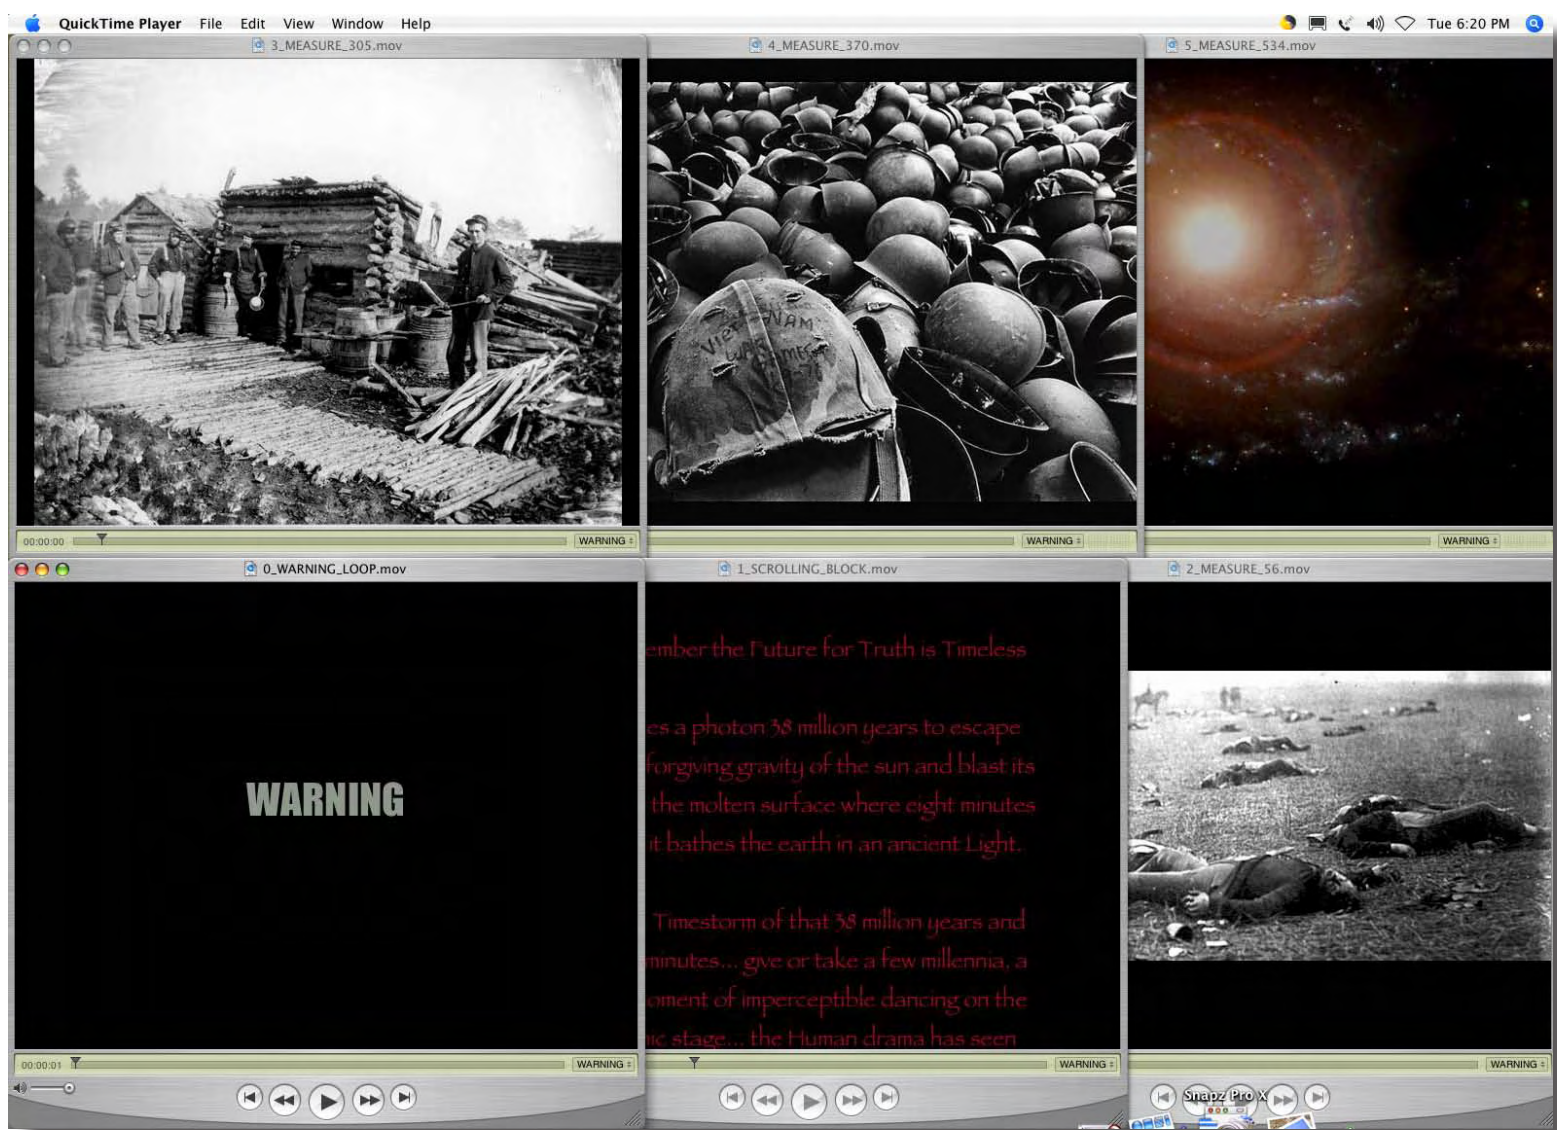 QuickTime Player File Edit View Window Help Tue 6:20 PM
3_MEASURE_305.mov
4_MEASURE_370.mov
5_MEASURE_534.mov
VIET-NAM
00:00:00 WARNING
WARNING
WARNING
0_WARNING_LOOP.mov
1_SCROLLING_BLOCK.mov
2_MEASURE_56.mov
WARNING
ember the Future for Truth is Timeless
es a photon 38 million years to escape
forgiving gravity of the sun and blast its
the molten surface where eight minutes
it bathes the earth in an ancient Light.
Timestorm of that 38 million years and
minutes... give or take a few millennia, a
oment of imperceptible dancing on the
ic stage... the Human drama has seen
00:00:01 WARNING
WARNING
WARNING
Snapz Pro X